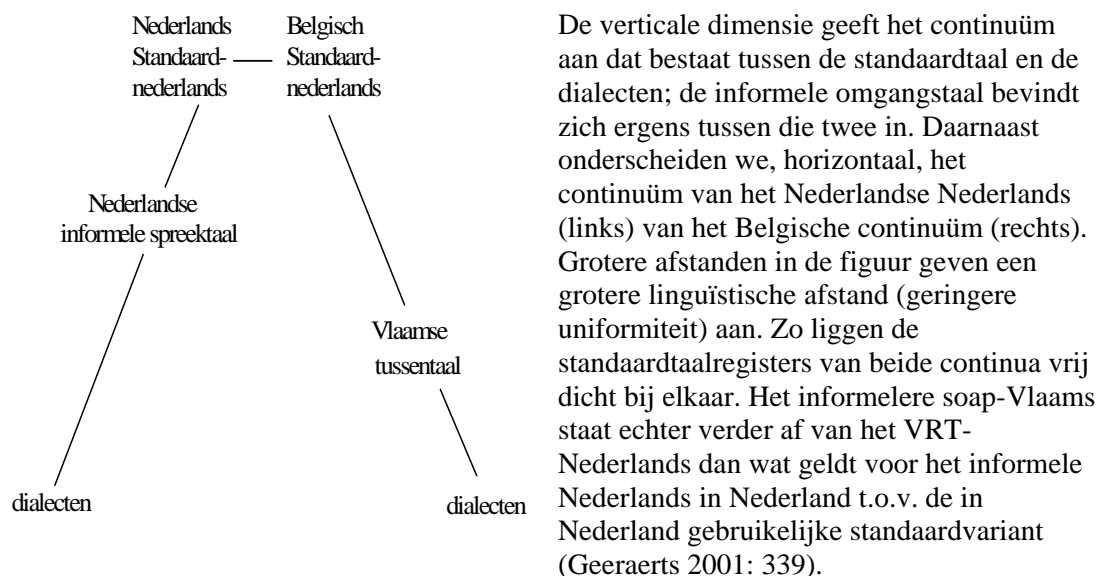 Nederlands
Standaard-
nederlands
Belgisch
Standaard-
nederlands
Nederlandse
informele spreektaal
Vlaamse
tussentaal
dialecten
dialecten
De verticale dimensie geeft het continuüm
aan dat bestaat tussen de standaardtaal en de
dialecten; de informele omgangstaal bevindt
zich ergens tussen die twee in. Daarnaast
onderscheiden we, horizontaal, het
continuüm van het Nederlandse Nederlands
(links) van het Belgische continuüm (rechts).
Grotere afstanden in de figuur geven een
grotere linguïstische afstand (geringere
uniformiteit) aan. Zo liggen de
standaardtaalregisters van beide continua vrij
dicht bij elkaar. Het informelere soap-Vlaams
staat echter verder af van het VRT-
Nederlands dan wat geldt voor het informele
Nederlands in Nederland t.o.v. de in
Nederland gebruikelijke standaardvariant
(Geeraerts 2001: 339).